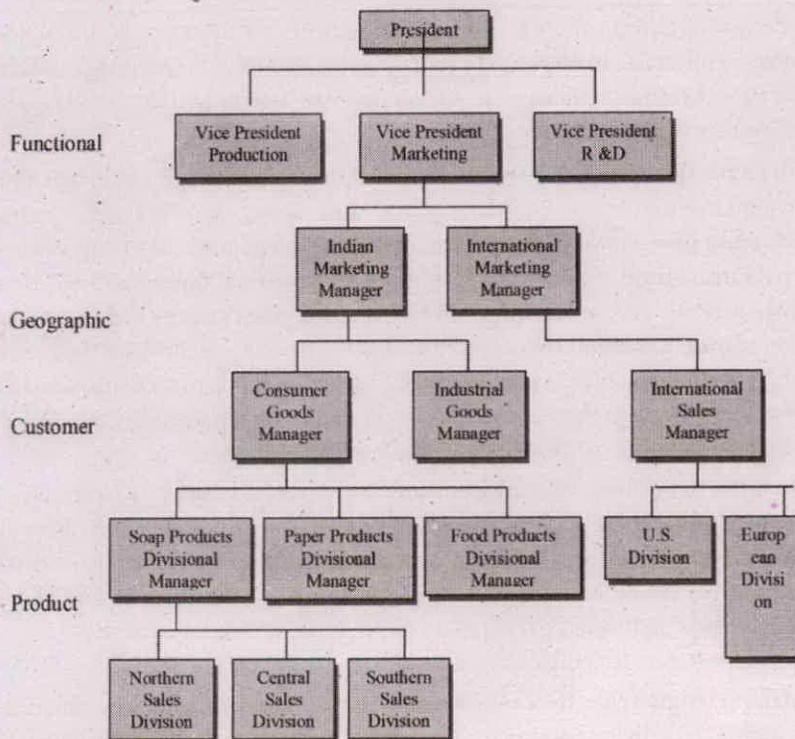 President
Functional
Vice President
Production
Vice President
Marketing
Vice President
R &D
Indian
Marketing
Manager
International
Marketing
Manager
Geographic
Consumer
Goods
Manager
Industrial
Goods
Manager
International
Sales
Manager
Customer
Soap Products
Divisional
Manager
Paper Products
Divisional
Manager
Food Products
Divisional
Manager
U.S.
Division
Europ
ean
Divisi
on
Product
Northern
Sales
Division
Central
Sales
Division
Southern
Sales
Division